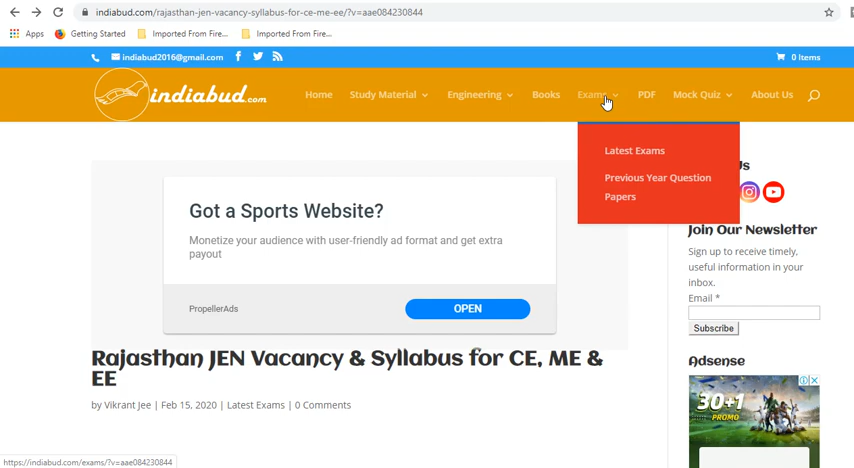 indiabud.com/rajasthan-jen-vacancy-syllabus-for-ce-me-ee/?v=aae084230844
Apps Getting Started Imported From Fire... Imported From Fire...
indiabud2016@gmail.com 0 Items
indiabud.com Home Study Material Engineering Books Exams PDF Mock Quiz About Us
Latest Exams
Previous Year Question
Papers
Us
Got a Sports Website?
Monetize your audience with user-friendly ad format and get extra
payout
PropellerAds OPEN
Join Our Newsletter
Sign up to receive timely,
useful information in your
inbox.
Email *
Subscribe
Rajasthan JEN Vacancy & Syllabus for CE, ME &
EE
by Vikrant Jee | Feb 15, 2020 | Latest Exams | 0 Comments
Adsense
30+1
PROMO
https://indiabud.com/exams/?v=aae084230844